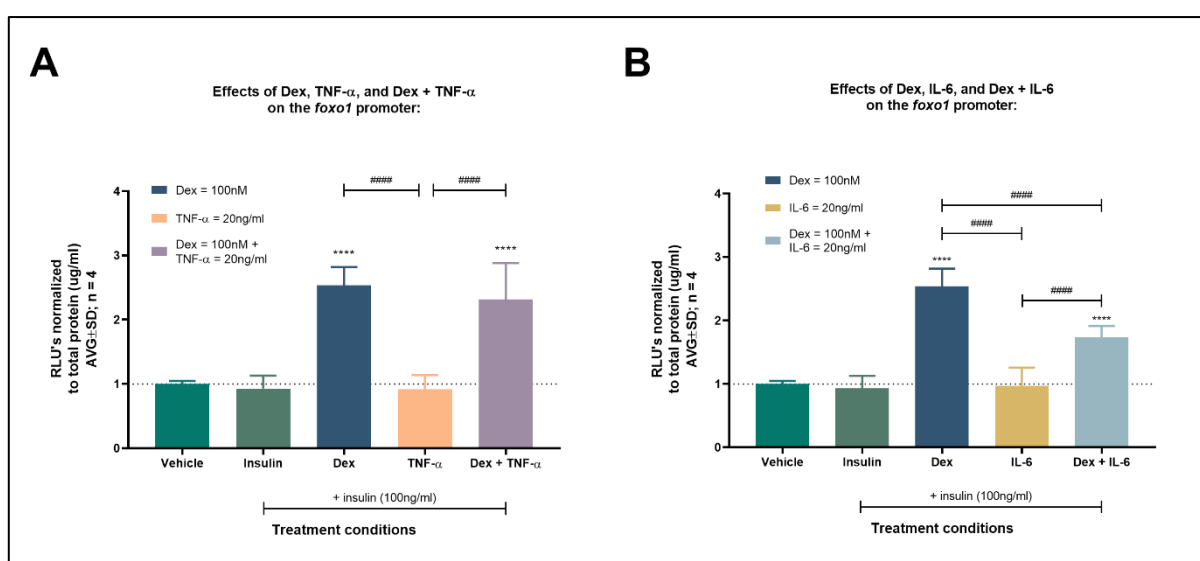 A
Effects of Dex, TNF-α, and Dex + TNF-α
on the foxo1 promoter:
Dex = 100nM
TNF-α = 20ng/ml
Dex = 100nM +
TNF-α = 20ng/ml
####
####
****
****
RLU's normalized
to total protein (ug/ml)
AVG±SD; n = 4
4
3
2
1
0
Vehicle Insulin Dex TNF-α Dex + TNF-α
+ insulin (100ng/ml)
Treatment conditions
B
Effects of Dex, IL-6, and Dex + IL-6
on the foxo1 promoter:
Dex = 100nM
IL-6 = 20ng/ml
Dex = 100nM +
IL-6 = 20ng/ml
####
####
####
****
****
RLU's normalized
to total protein (ug/ml)
AVG±SD; n = 4
4
3
2
1
0
Vehicle Insulin Dex IL-6 Dex + IL-6
+ insulin (100ng/ml)
Treatment conditions